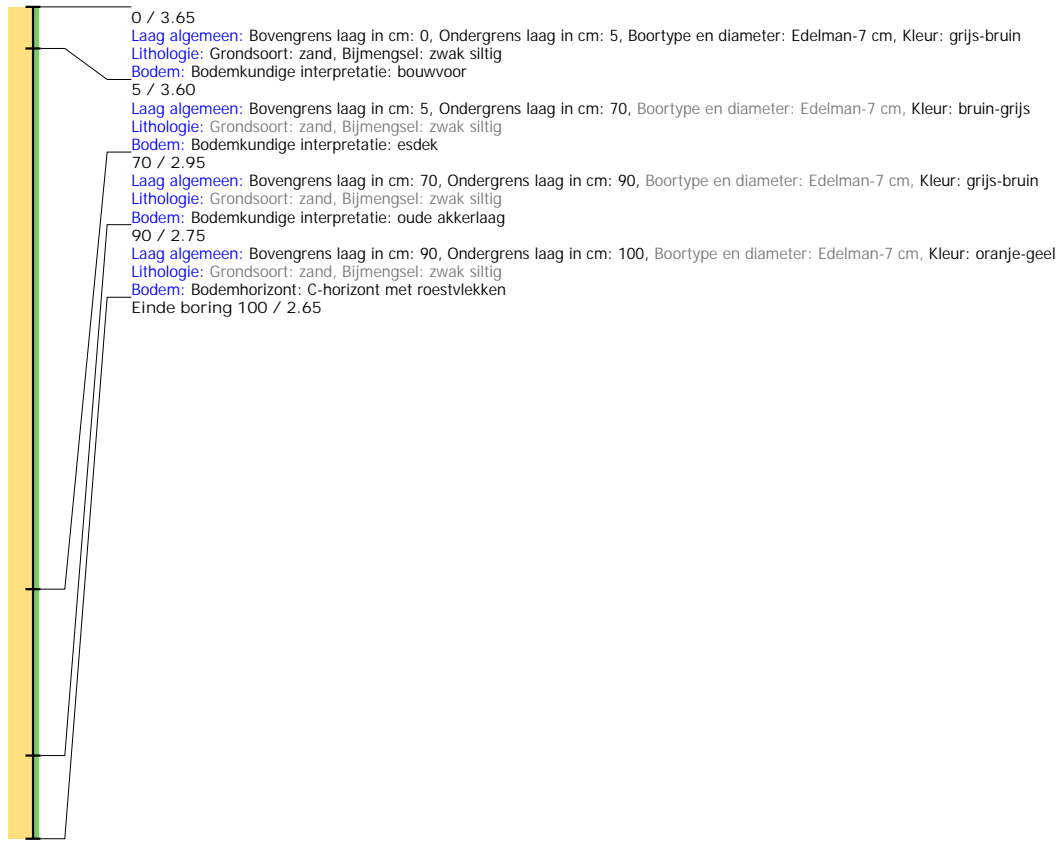 0 / 3.65
Laag algemeen: Bovengrens laag in cm: 0, Ondergrens laag in cm: 5, Boortype en diameter: Edelman-7 cm, Kleur: grijs-bruin
Lithologie: Grondsoort: zand, Bijmengsel: zwak siltig
Bodem: Bodemkundige interpretatie: bouwvoor
5 / 3.60
Laag algemeen: Bovengrens laag in cm: 5, Ondergrens laag in cm: 70, Boortype en diameter: Edelman-7 cm, Kleur: bruin-grijs
Lithologie: Grondsoort: zand, Bijmengsel: zwak siltig
Bodem: Bodemkundige interpretatie: esdek
70 / 2.95
Laag algemeen: Bovengrens laag in cm: 70, Ondergrens laag in cm: 90, Boortype en diameter: Edelman-7 cm, Kleur: grijs-bruin
Lithologie: Grondsoort: zand, Bijmengsel: zwak siltig
Bodem: Bodemkundige interpretatie: oude akkerlaag
90 / 2.75
Laag algemeen: Bovengrens laag in cm: 90, Ondergrens laag in cm: 100, Boortype en diameter: Edelman-7 cm, Kleur: oranje-geel
Lithologie: Grondsoort: zand, Bijmengsel: zwak siltig
Bodem: Bodemhorizont: C-horizont met roestvlekken
Einde boring 100 / 2.65